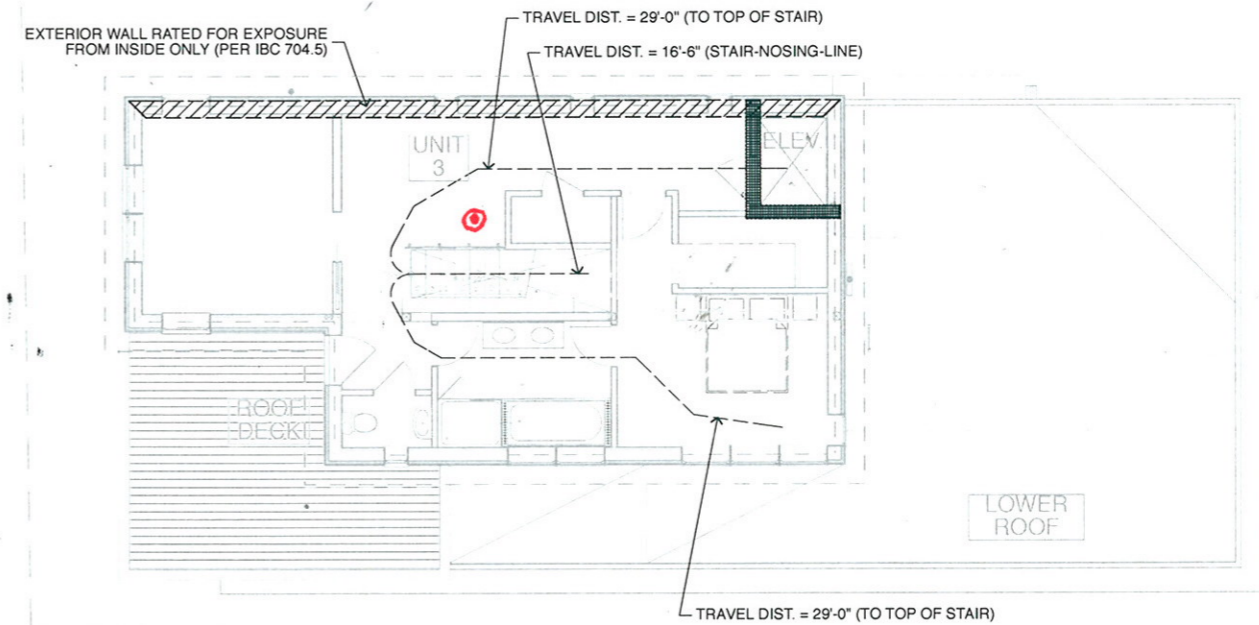 TRAVEL DIST. = 29'-0" (TO TOP OF STAIR)
EXTERIOR WALL RATED FOR EXPOSURE
FROM INSIDE ONLY (PER IBC 704.5)
TRAVEL DIST. = 16'-6" (STAIR-NOSING-LINE)
UNIT
3
ELEV.
ROOF
DECK
LOWER
ROOF
TRAVEL DIST. = 29'-0" (TO TOP OF STAIR)